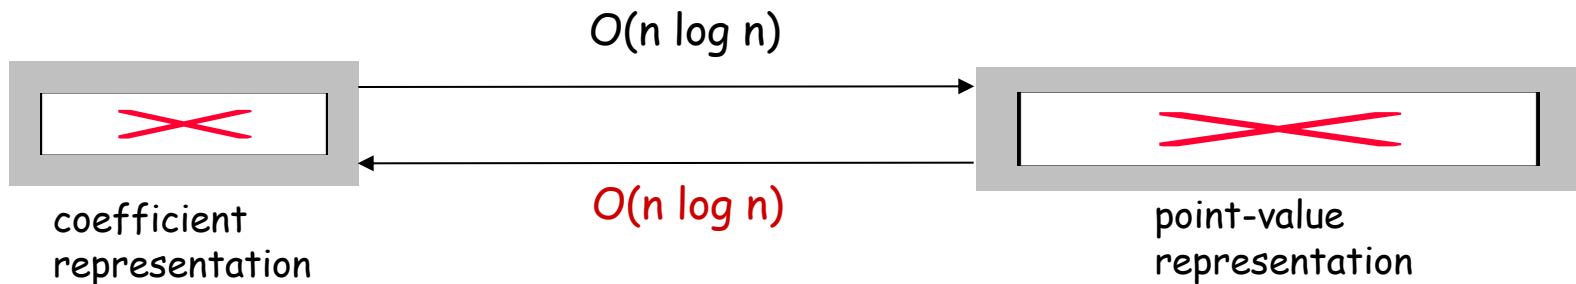 O(n log n)
O(n log n)
coefficient
representation
point-value
representation